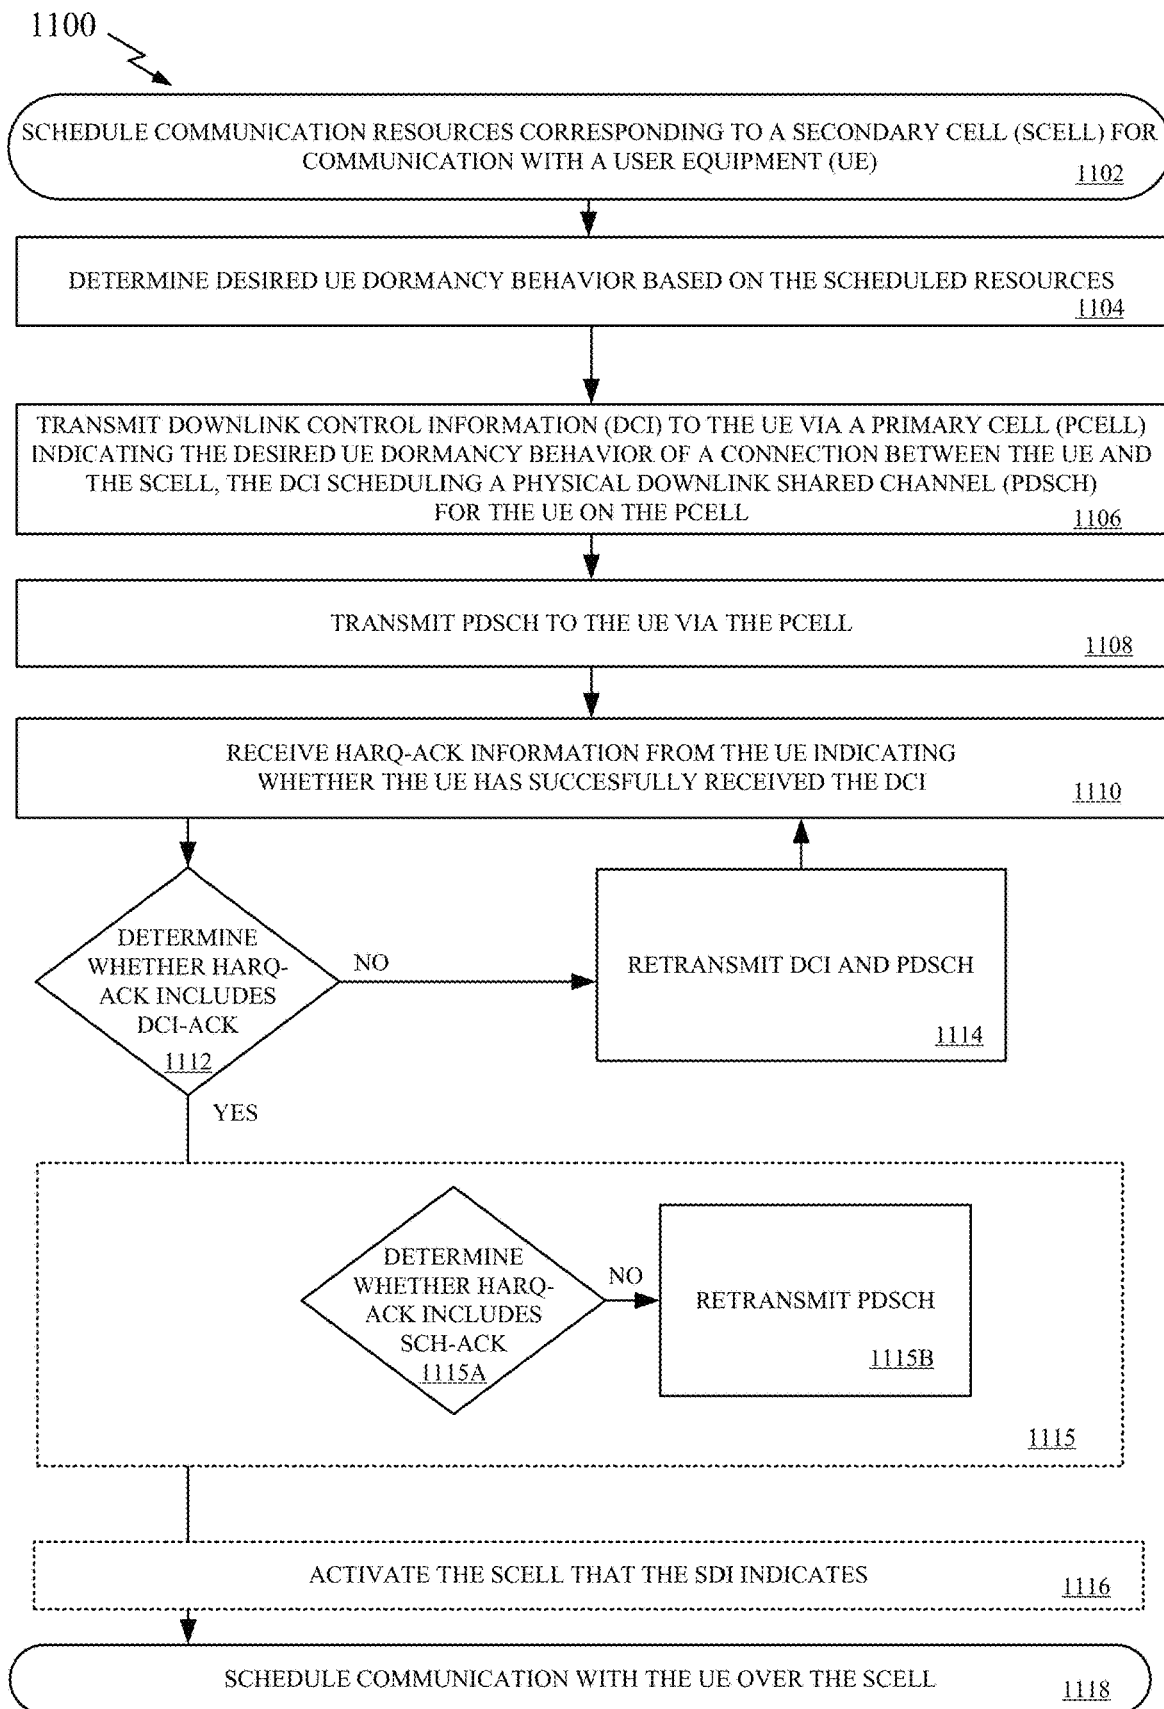 1100
SCHEDULE COMMUNICATION RESOURCES CORRESPONDING TO A SECONDARY CELL (SCELL) FOR
COMMUNICATION WITH A USER EQUIPMENT (UE)
1102
DETERMINE DESIRED UE DORMANCY BEHAVIOR BASED ON THE SCHEDULED RESOURCES
1104
TRANSMIT DOWNLINK CONTROL INFORMATION (DCI) TO THE UE VIA A PRIMARY CELL (PCELL)
INDICATING THE DESIRED UE DORMANCY BEHAVIOR OF A CONNECTION BETWEEN THE UE AND
THE SCELL, THE DCI SCHEDULING A PHYSICAL DOWNLINK SHARED CHANNEL (PDSCH)
FOR THE UE ON THE PCELL
1106
TRANSMIT PDSCH TO THE UE VIA THE PCELL
1108
RECEIVE HARQ-ACK INFORMATION FROM THE UE INDICATING
WHETHER THE UE HAS SUCCESFULLY RECEIVED THE DCI
1110
DETERMINE
WHETHER HARQ-
ACK INCLUDES
DCI-ACK
1112
NO
RETRANSMIT DCI AND PDSCH
1114
YES
DETERMINE
WHETHER HARQ-
ACK INCLUDES
SCH-ACK
1115A
NO
RETRANSMIT PDSCH
1115B
1115
ACTIVATE THE SCELL THAT THE SDI INDICATES
1116
SCHEDULE COMMUNICATION WITH THE UE OVER THE SCELL
1118